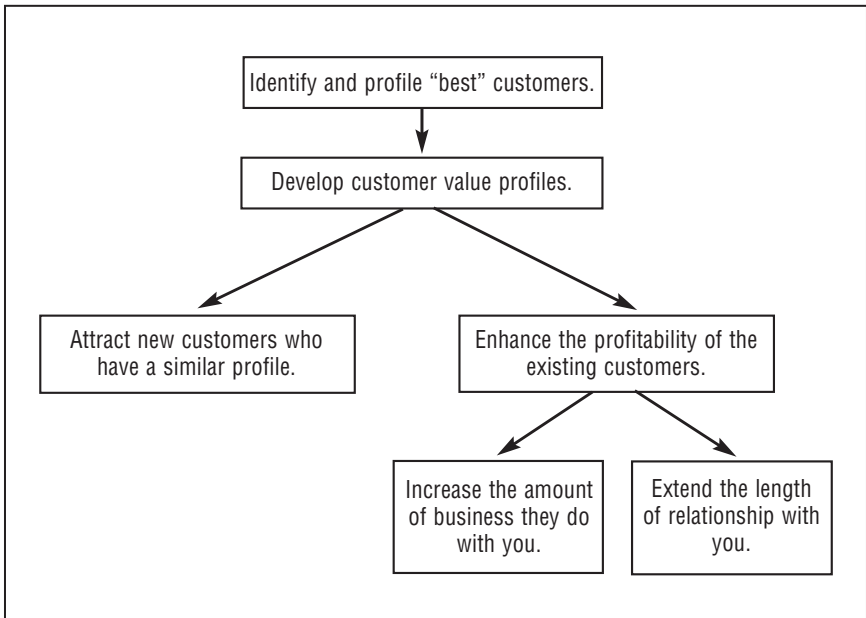 Identify and profile “best” customers.
Develop customer value profiles.
Attract new customers who
have a similar profile.
Enhance the profitability of the
existing customers.
Increase the amount
of business they do
with you.
Extend the length
of relationship with
you.